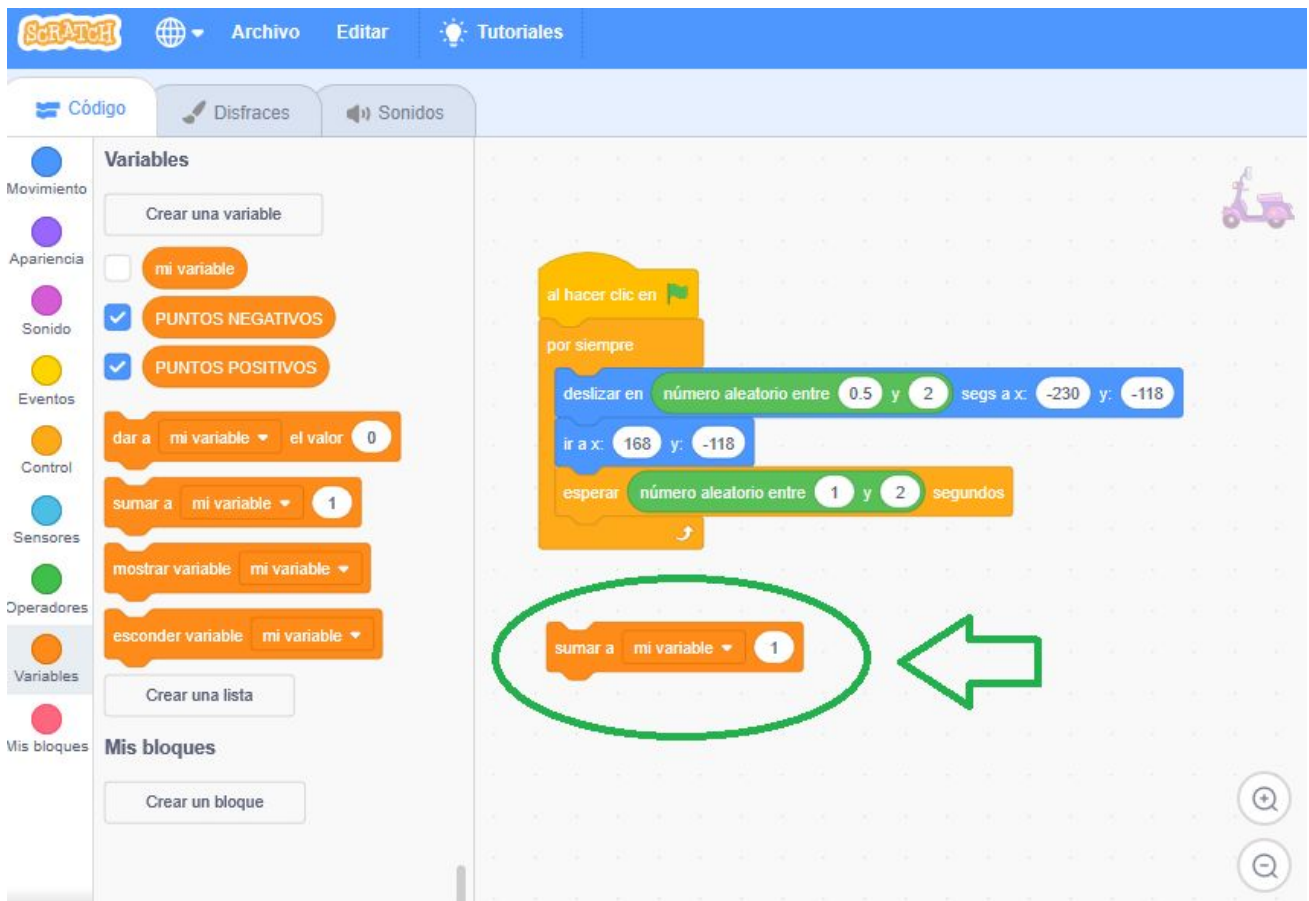 SCRATCH
Archivo Editar Tutoriales
Código Disfraces Sonidos
Movimiento
Apariencia
Sonido
Eventos
Control
Sensores
Operadores
Variables
Mis bloques
Variables
Crear una variable
mi variable
PUNTOS NEGATIVOS
PUNTOS POSITIVOS
dar a mi variable el valor 0
sumar a mi variable 1
mostrar variable mi variable
esconder variable mi variable
Crear una lista
Mis bloques
Crear un bloque
al hacer clic en
por siempre
deslizar en número aleatorio entre 0.5 y 2 segs a x: -230 y: -118
ir a x: 168 y: -118
esperar número aleatorio entre 1 y 2 segundos
sumar a mi variable 1